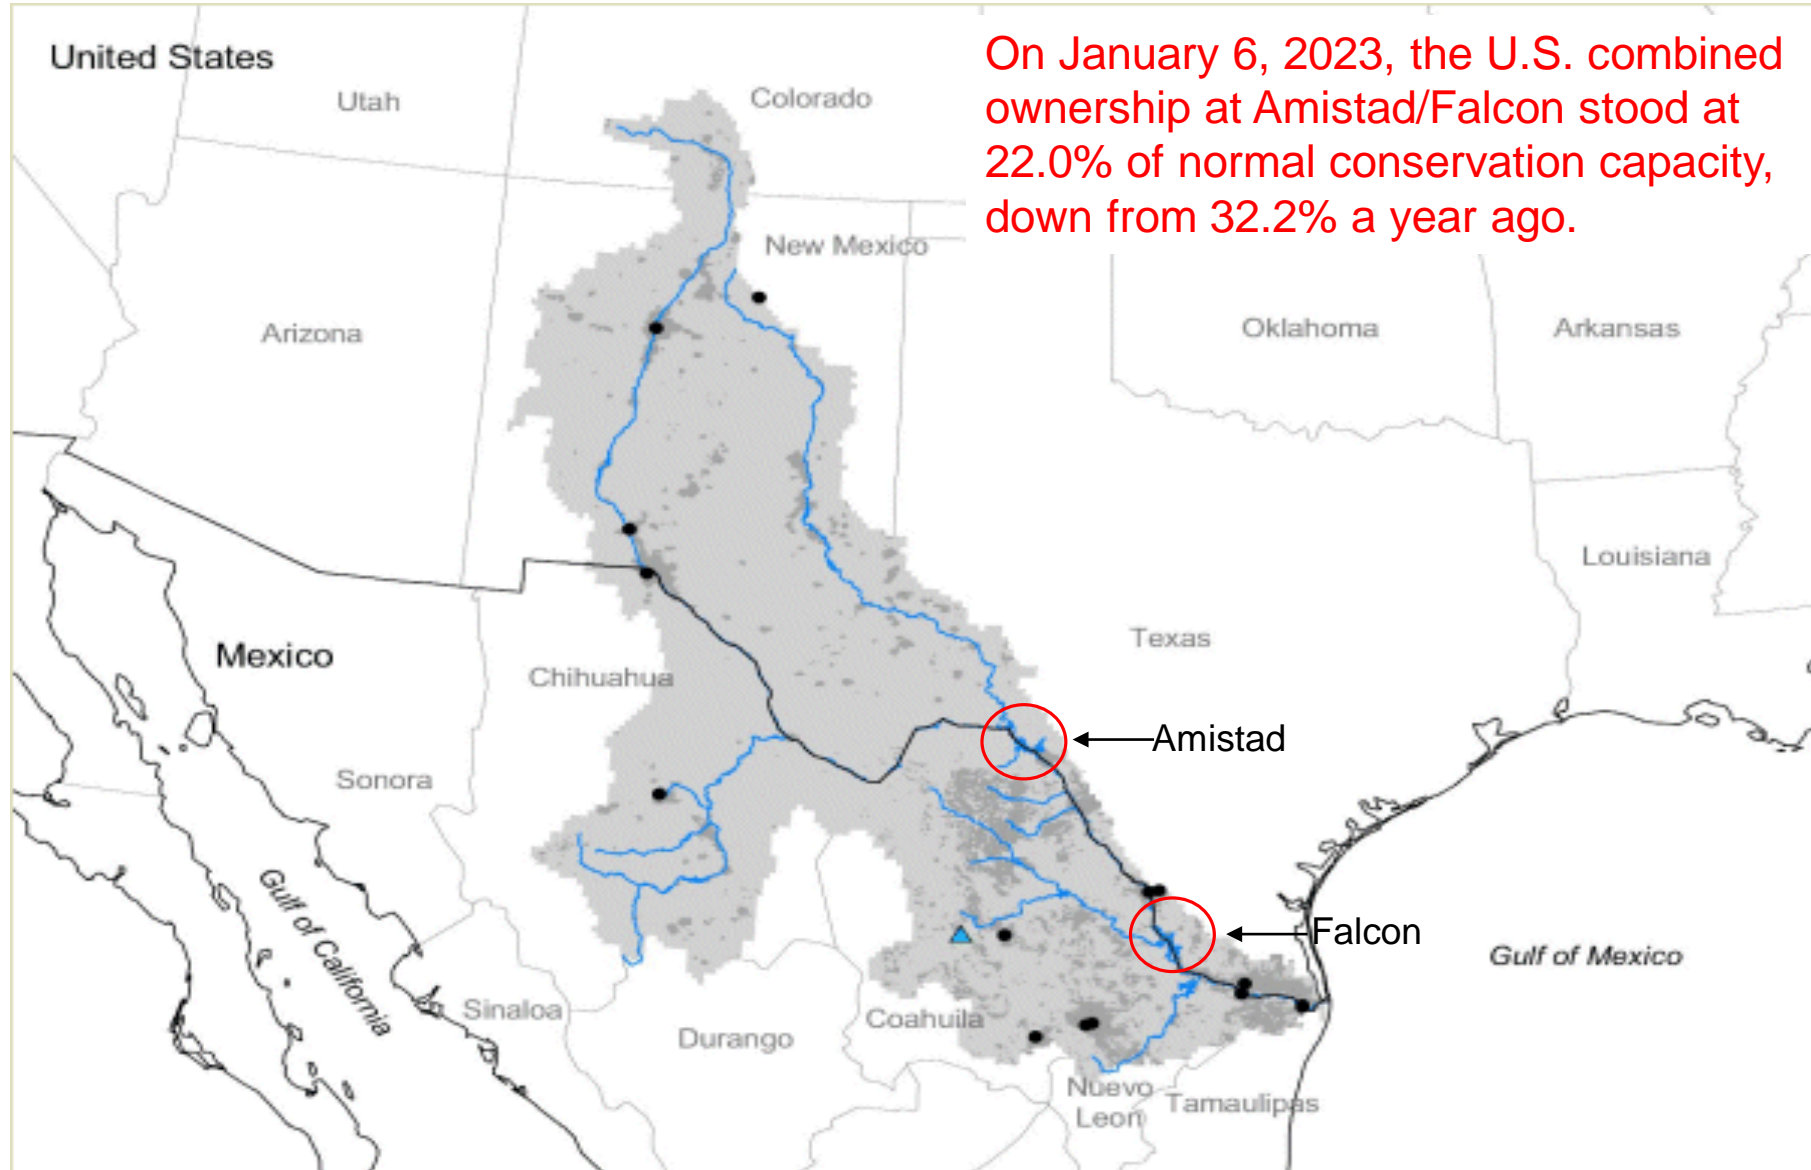 On January 6, 2023, the U.S. combined
ownership at Amistad/Falcon stood at
22.0% of normal conservation capacity,
down from 32.2% a year ago.
United States
Utah
Colorado
New Mexico
Arizona
Oklahoma
Arkansas
Louisiana
Texas
Mexico
Chihuahua
Amistad
Sonora
Gulf of California
Falcon
Gulf of Mexico
Sinaloa
Coahuila
Durango
Nuevo
Leon
Tamaulipas